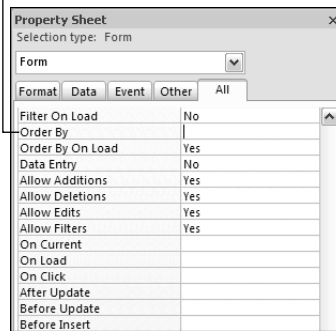 Property Sheet
Selection type: Form
Form
Format Data Event Other All
Filter On Load No
Order By
Order By On Load Yes
Data Entry No
Allow Additions Yes
Allow Deletions Yes
Allow Edits Yes
Allow Filters Yes
On Current
On Load
On Click
After Update
Before Update
Before Insert